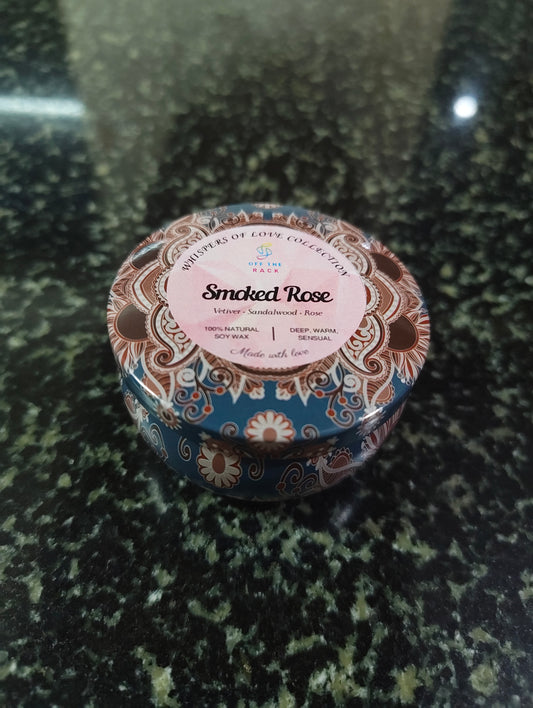 WHISPERS OF LOVE COLLECTION
OFF THE
RACK
Smoked Rose
Vetiver - Sandalwood - Rose
100% NATURAL
SOY WAX
DEEP, WARM,
SENSUAL
Made with love